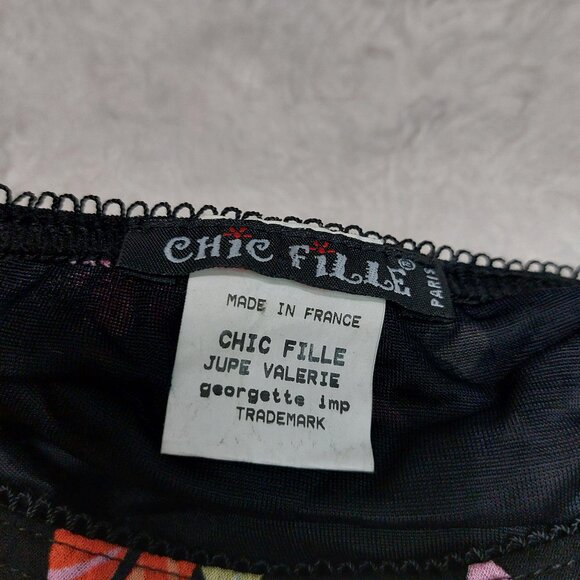 CHIC FILLE®
PARIS
MADE IN FRANCE
CHIC FILLE
JUPE VALERIE
georgette imp
TRADEMARK